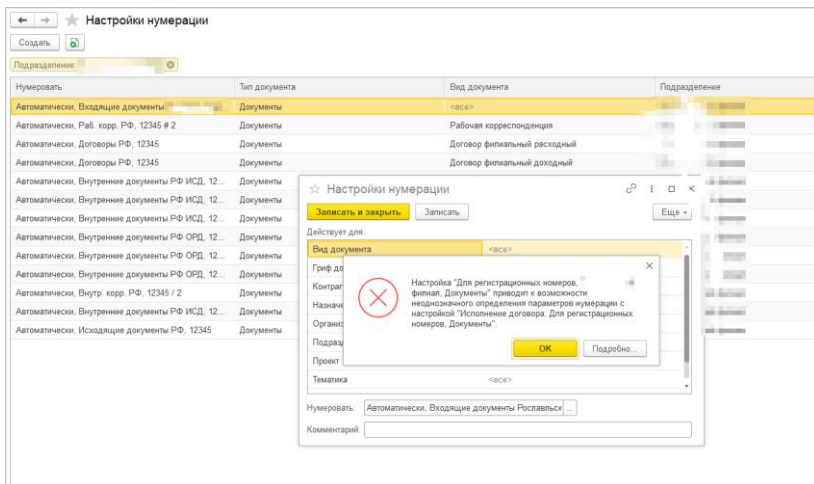 Настройки нумерации
Создать
Подразделение:
Нумеровать Тип документа Вид документа Подразделение
Автоматически, Входящие документы Документы <все>
Автоматически, Раб. корр. РФ, 12345 # 2 Документы Рабочая корреспонденция
Автоматически, Договоры РФ, 12345 Документы Договор филиальный расходный
Автоматически, Договоры РФ, 12345 Документы Договор филиальный доходный
Автоматически, Внутренние документы РФ ИСД, 12... Документы
Автоматически, Внутренние документы РФ ИСД, 12... Документы
Автоматически, Внутренние документы РФ ИСД, 12... Документы
Автоматически, Внутренние документы РФ ОРД, 12... Документы
Автоматически, Внутренние документы РФ ОРД, 12... Документы
Автоматически, Внутренние документы РФ ОРД, 12... Документы
Автоматически, Внутр. корр. РФ, 12345 / 2 Документы
Автоматически, Внутренние документы РФ ИСД, 12... Документы
Автоматически, Исходящие документы РФ, 12345 Документы
Настройки нумерации
Записать и закрыть Записать Еще
Действует для:
Вид документа <все>
Гриф до
Контраг
Назначе
Организ
Подразд
Проект
Тематика <все>
Настройка "Для регистрационных номеров,
филиал, Документы" приводит к возможности
неоднозначного определения параметров нумерации с
настройкой "Исполнение договора, Для регистрационных
номеров, Документы".
OK Подробно...
Нумеровать: Автоматически, Входящие документы Рославльск ...
Комментарий: